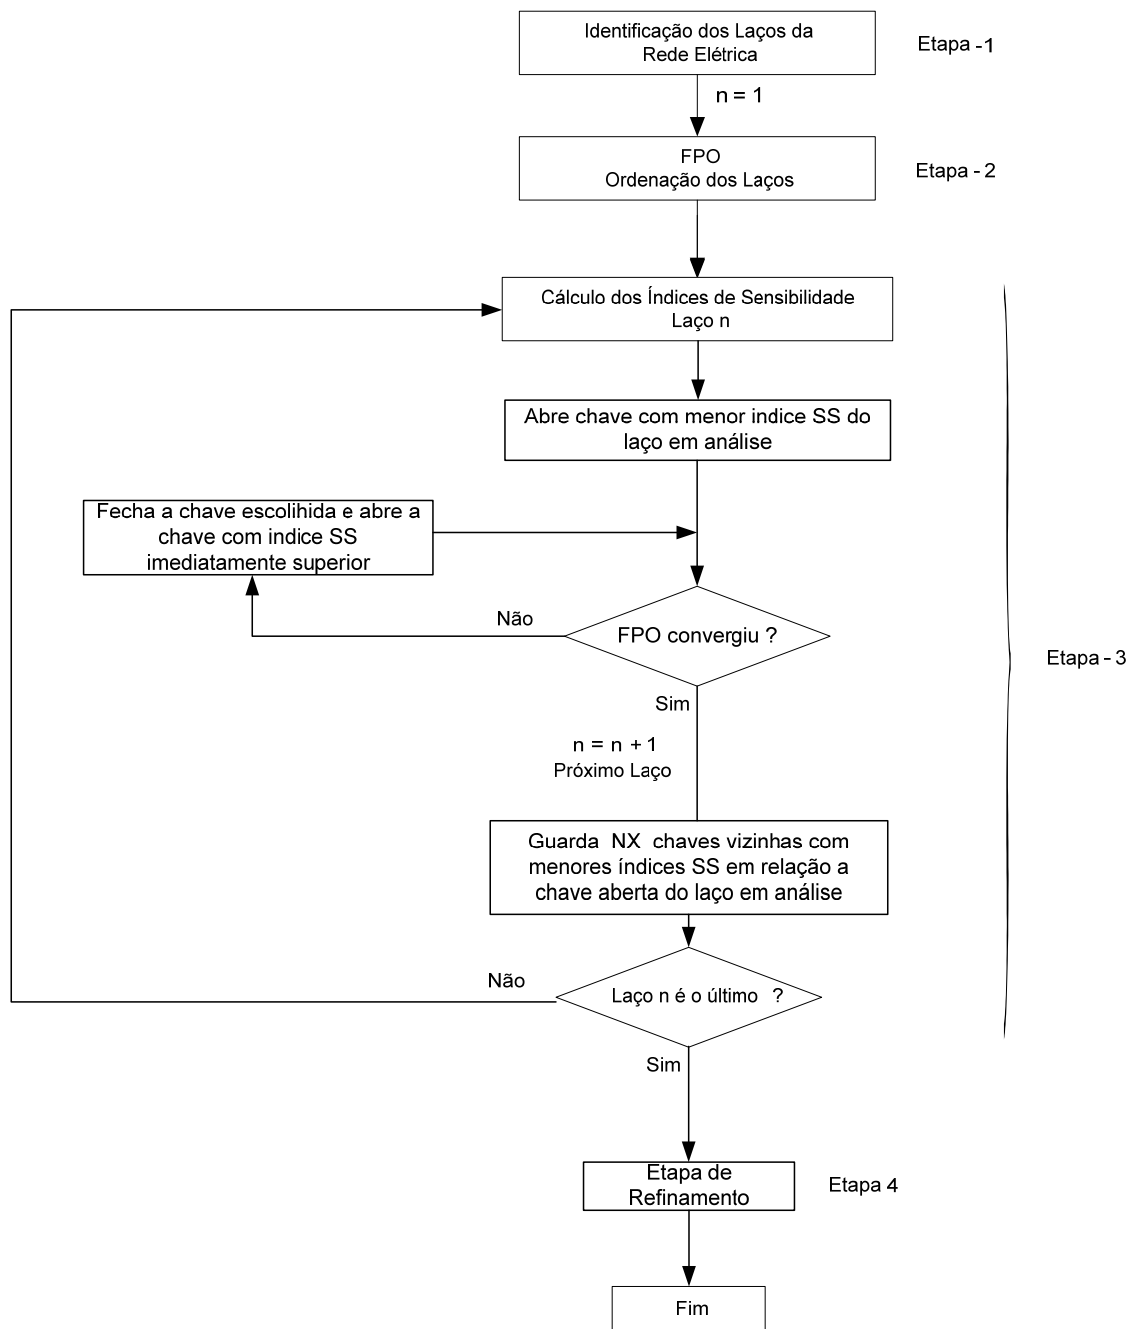 Identificação dos Laços da
Rede Elétrica
Etapa -1
n = 1
FPO
Ordenação dos Laços
Etapa - 2
Cálculo dos Índices de Sensibilidade
Laço n
Abre chave com menor indice SS do
laço em análise
Fecha a chave escolihida e abre a
chave com indice SS
imediatamente superior
Não
FPO convergiu ?
Etapa - 3
Sim
n = n + 1
Próximo Laço
Guarda NX chaves vizinhas com
menores índices SS em relação a
chave aberta do laço em análise
Não
Laço n é o último ?
Sim
Etapa de
Refinamento
Etapa 4
Fim